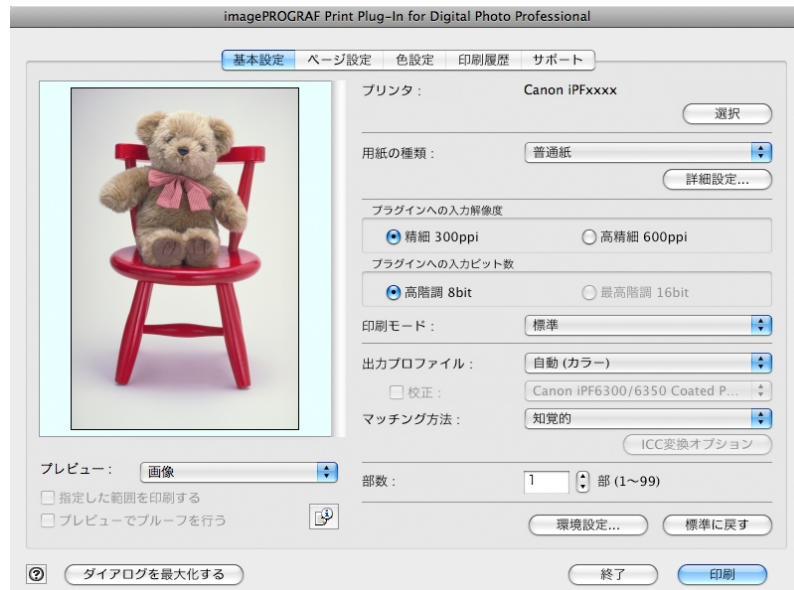 imagePROGRAF Print Plug-In for Digital Photo Professional
基本設定 ページ設定 色設定 印刷履歴 サポート
プリンタ : Canon iPFxxxx
選択
用紙の種類 : 普通紙
詳細設定...
プラグインへの入力解像度
精細 300ppi 高精細 600ppi
プラグインへの入力ビット数
高階調 8bit 最高階調 16bit
印刷モード : 標準
出力プロファイル : 自動 (カラー)
校正 : Canon iPF6300/6350 Coated P...
マッチング方法 : 知覚的
ICC変換オプション
プレビュー : 画像
指定した範囲を印刷する
プレビューでプルーフを行う
部数 : 1 部 (1〜99)
環境設定... 標準に戻す
? ダイアログを最大化する 終了 印刷